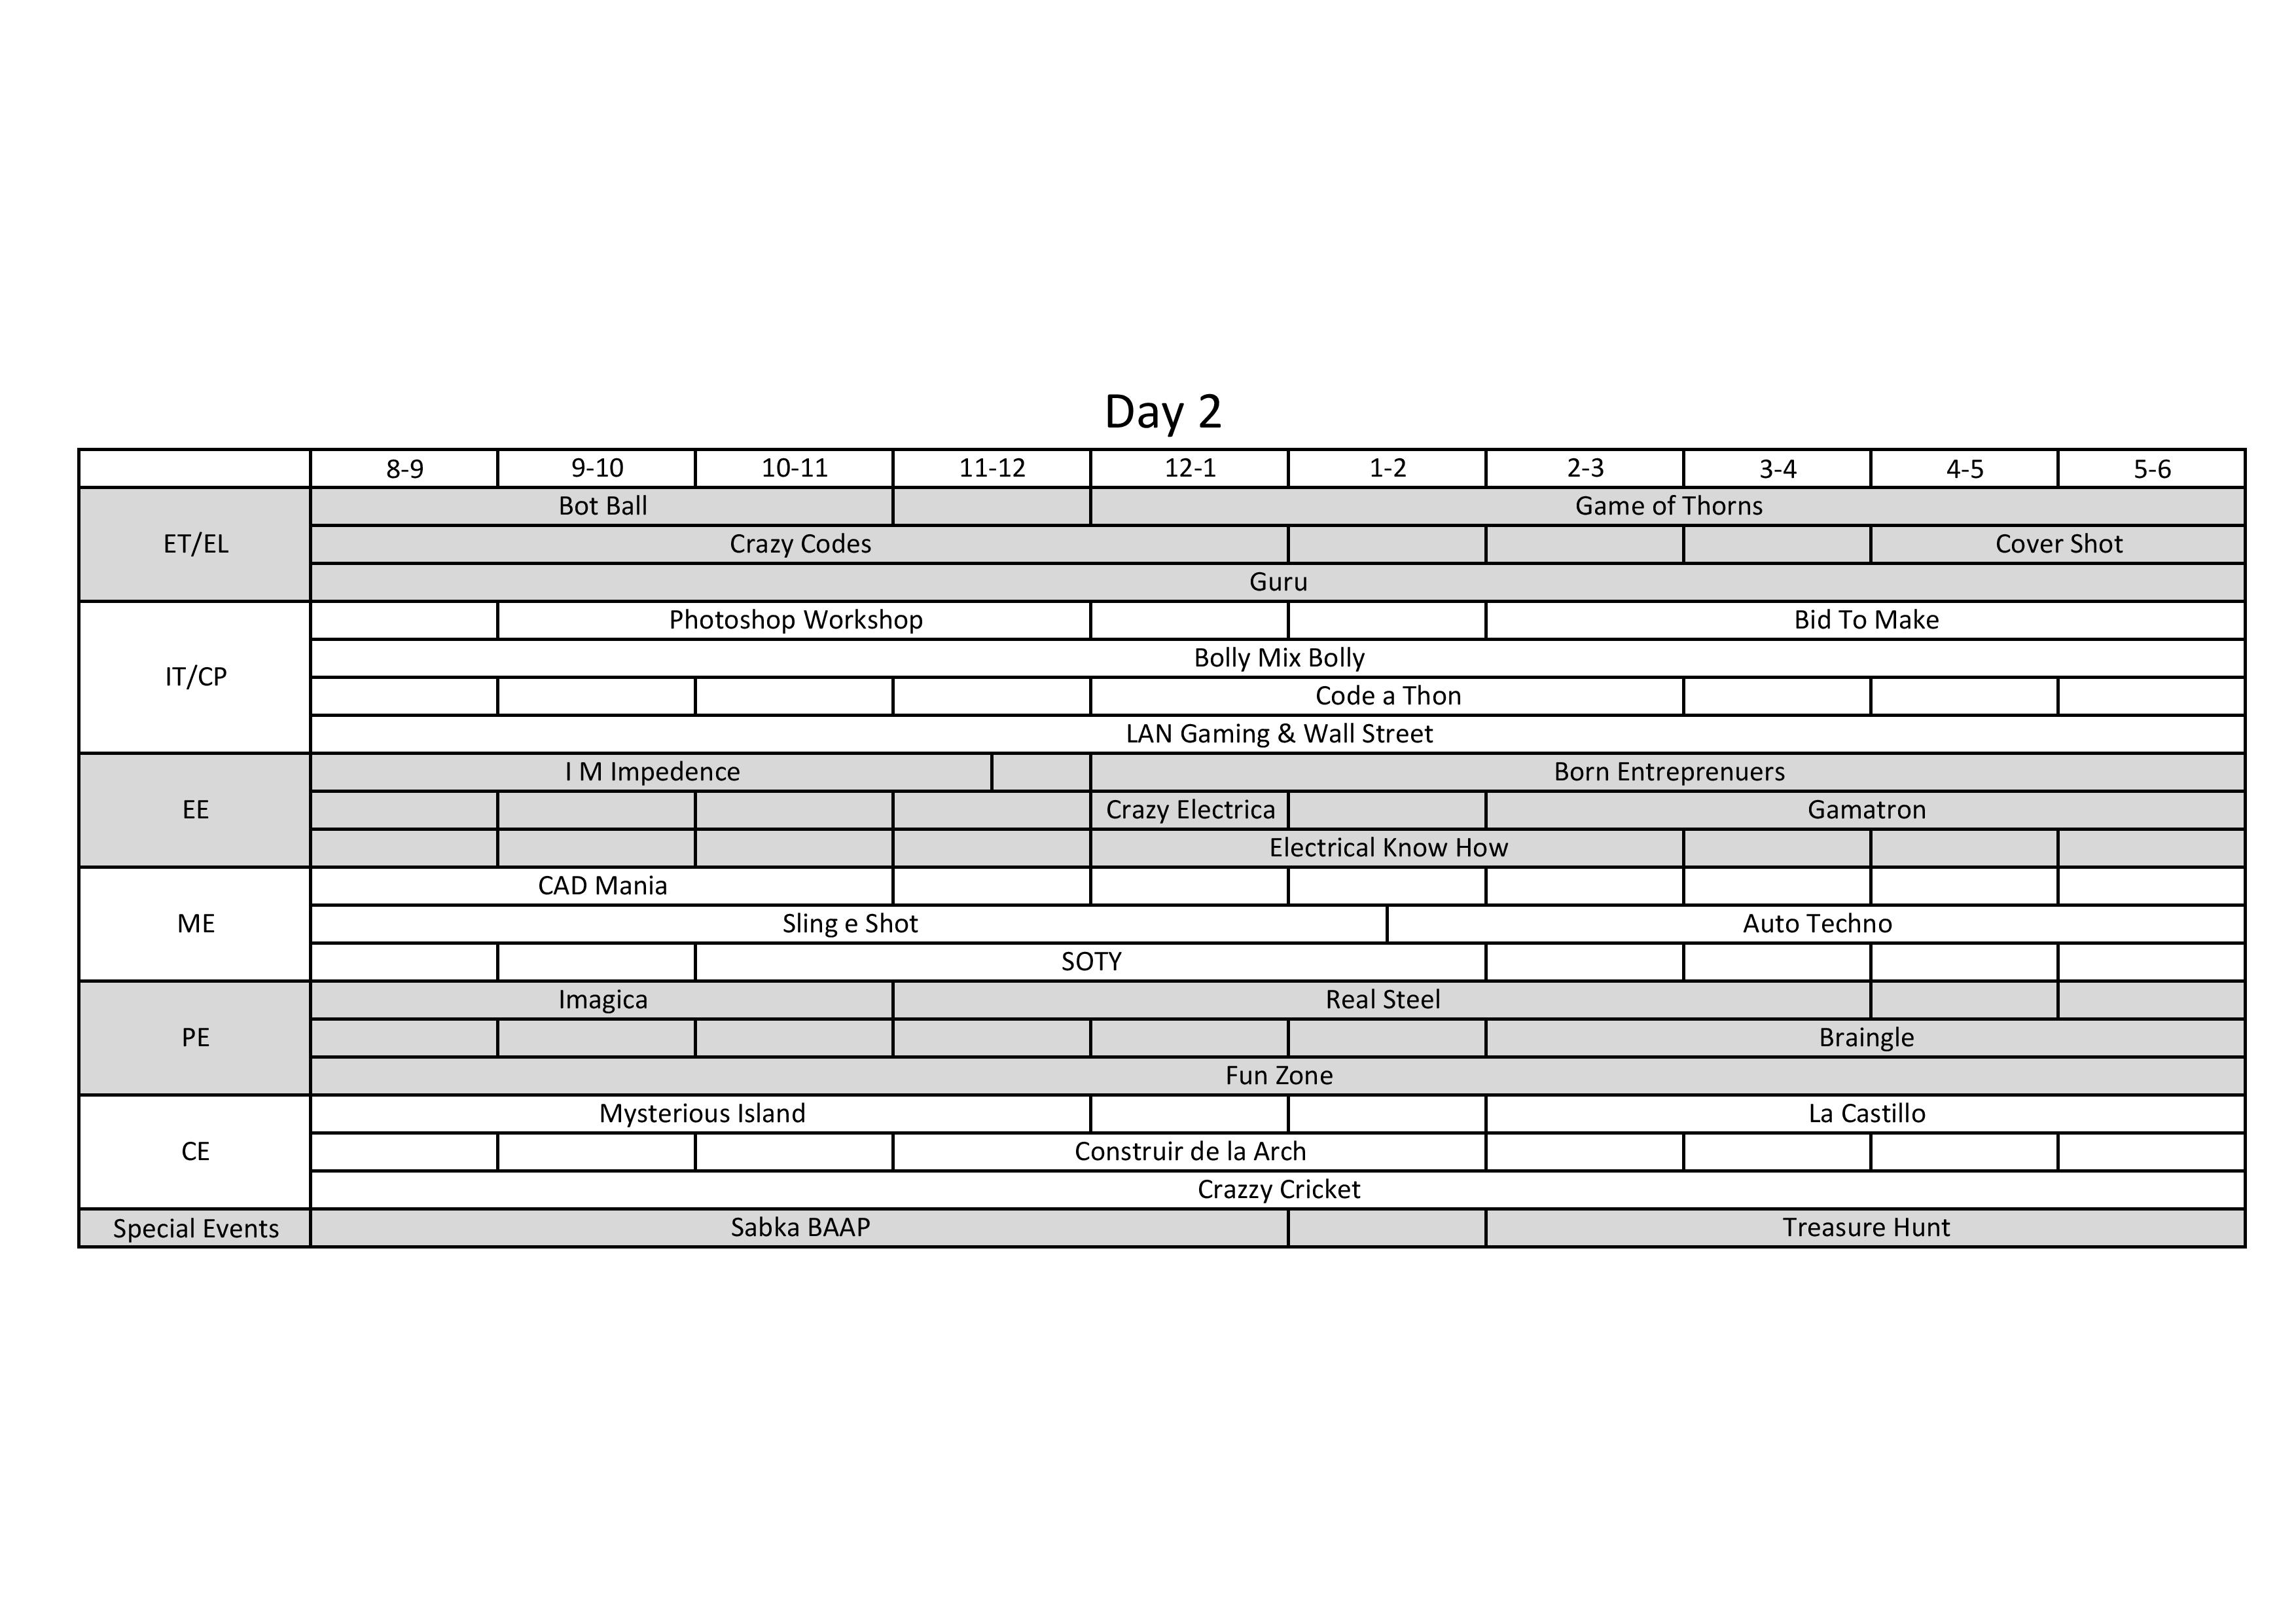 Day 2
8-9 9-10 10-11 11-12 12-1 1-2 2-3 3-4 4-5 5-6
ET/EL
Bot Ball Game of Thorns
Crazy Codes Cover Shot
Guru
IT/CP
Photoshop Workshop Bid To Make
Bolly Mix Bolly
Code a Thon
LAN Gaming & Wall Street
EE
I M Impedence Born Entreprenuers
Crazy Electrica Gamatron
Electrical Know How
ME
CAD Mania
Sling e Shot Auto Techno
SOTY
PE
Imagica Real Steel
Braingle
Fun Zone
CE
Mysterious Island La Castillo
Construir de la Arch
Crazzy Cricket
Special Events Sabka BAAP Treasure Hunt